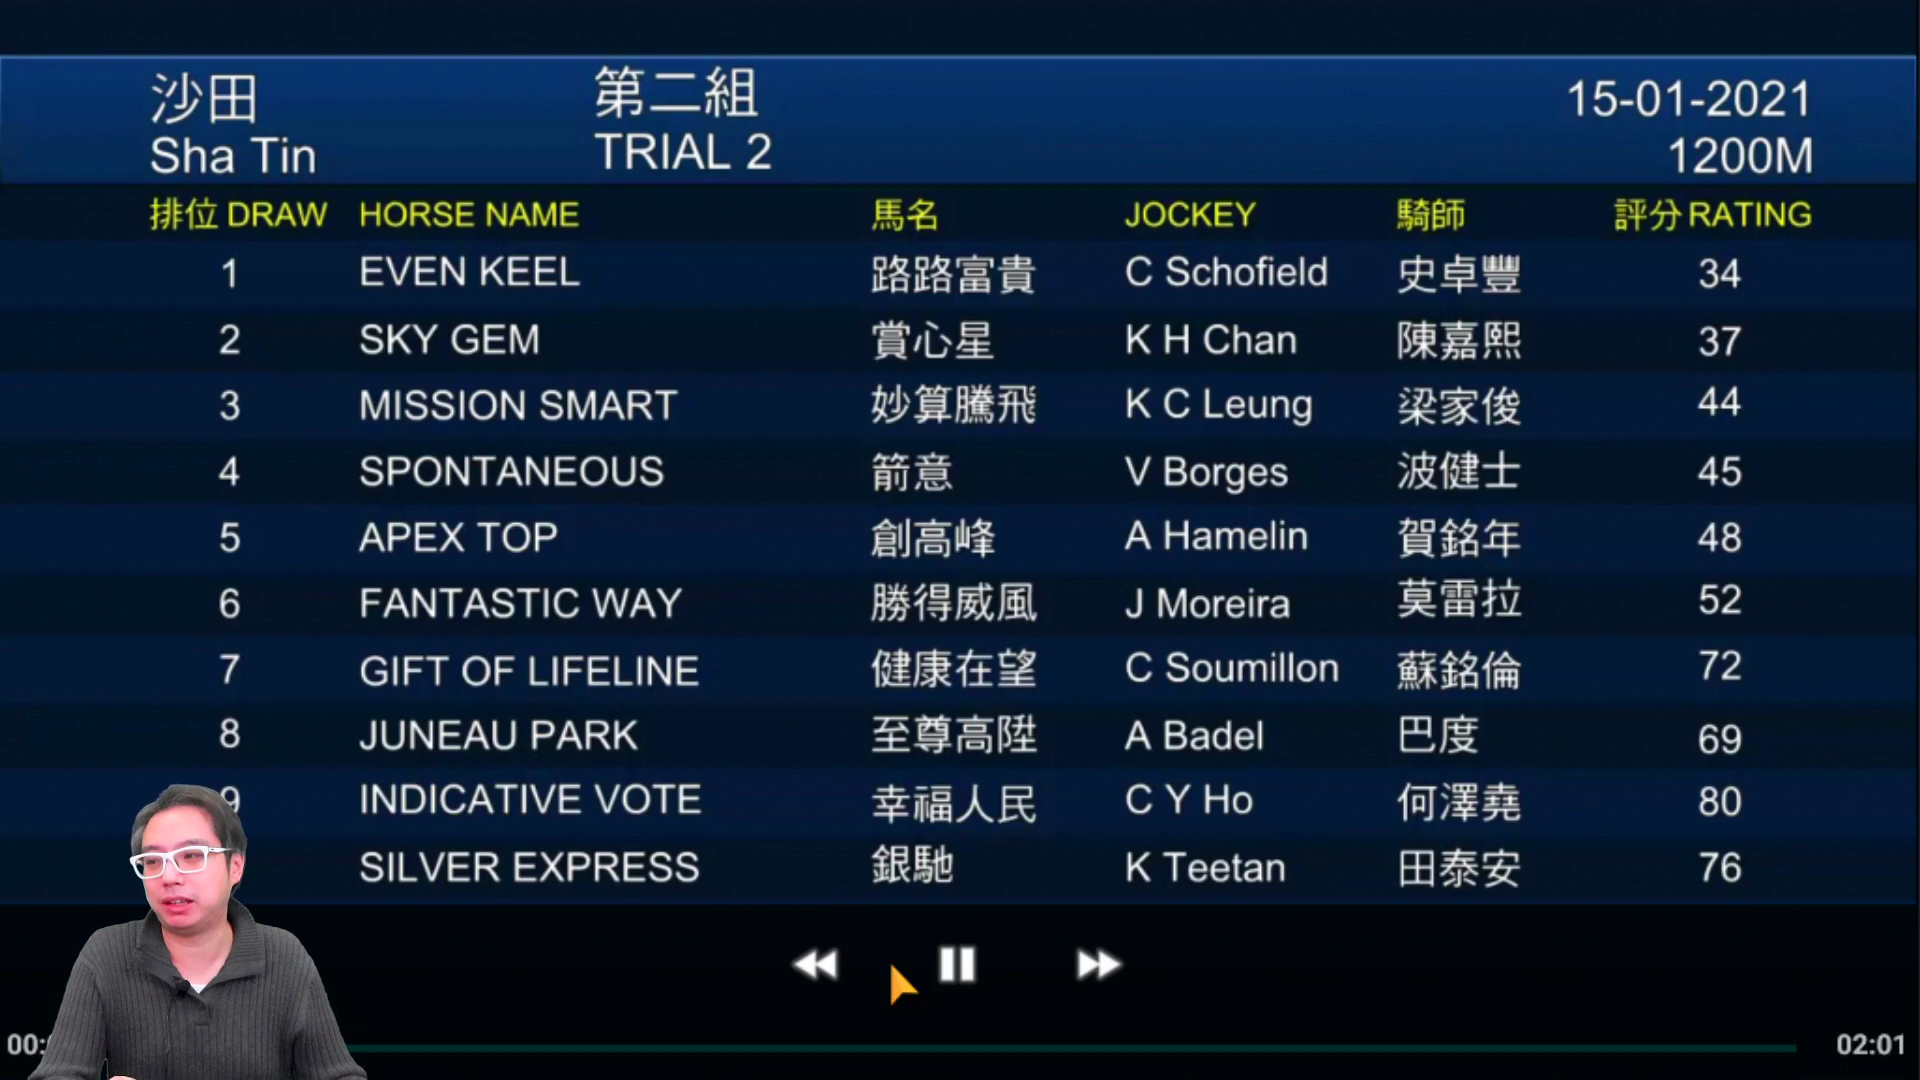 沙田 第二組 15-01-2021
Sha Tin TRIAL 2 1200M
排位 DRAW HORSE NAME 馬名 JOCKEY 騎師 評分 RATING
1 EVEN KEEL 路路富貴 C Schofield 史卓豐 34
2 SKY GEM 賞心星 K H Chan 陳嘉熙 37
3 MISSION SMART 妙算騰飛 K C Leung 梁家俊 44
4 SPONTANEOUS 箭意 V Borges 波健士 45
5 APEX TOP 創高峰 A Hamelin 賀銘年 48
6 FANTASTIC WAY 勝得威風 J Moreira 莫雷拉 52
7 GIFT OF LIFELINE 健康在望 C Soumillon 蘇銘倫 72
8 JUNEAU PARK 至尊高陞 A Badel 巴度 69
9 INDICATIVE VOTE 幸福人民 C Y Ho 何澤堯 80
SILVER EXPRESS 銀馳 K Teetan 田泰安 76
00: 02:01